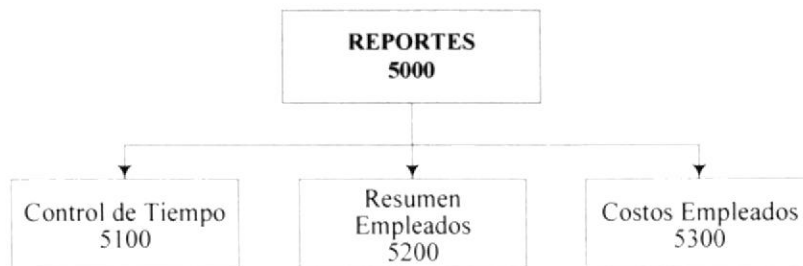 REPORTES
5000
Control de Tiempo
5100
Resumen
Empleados
5200
Costos Empleados
5300